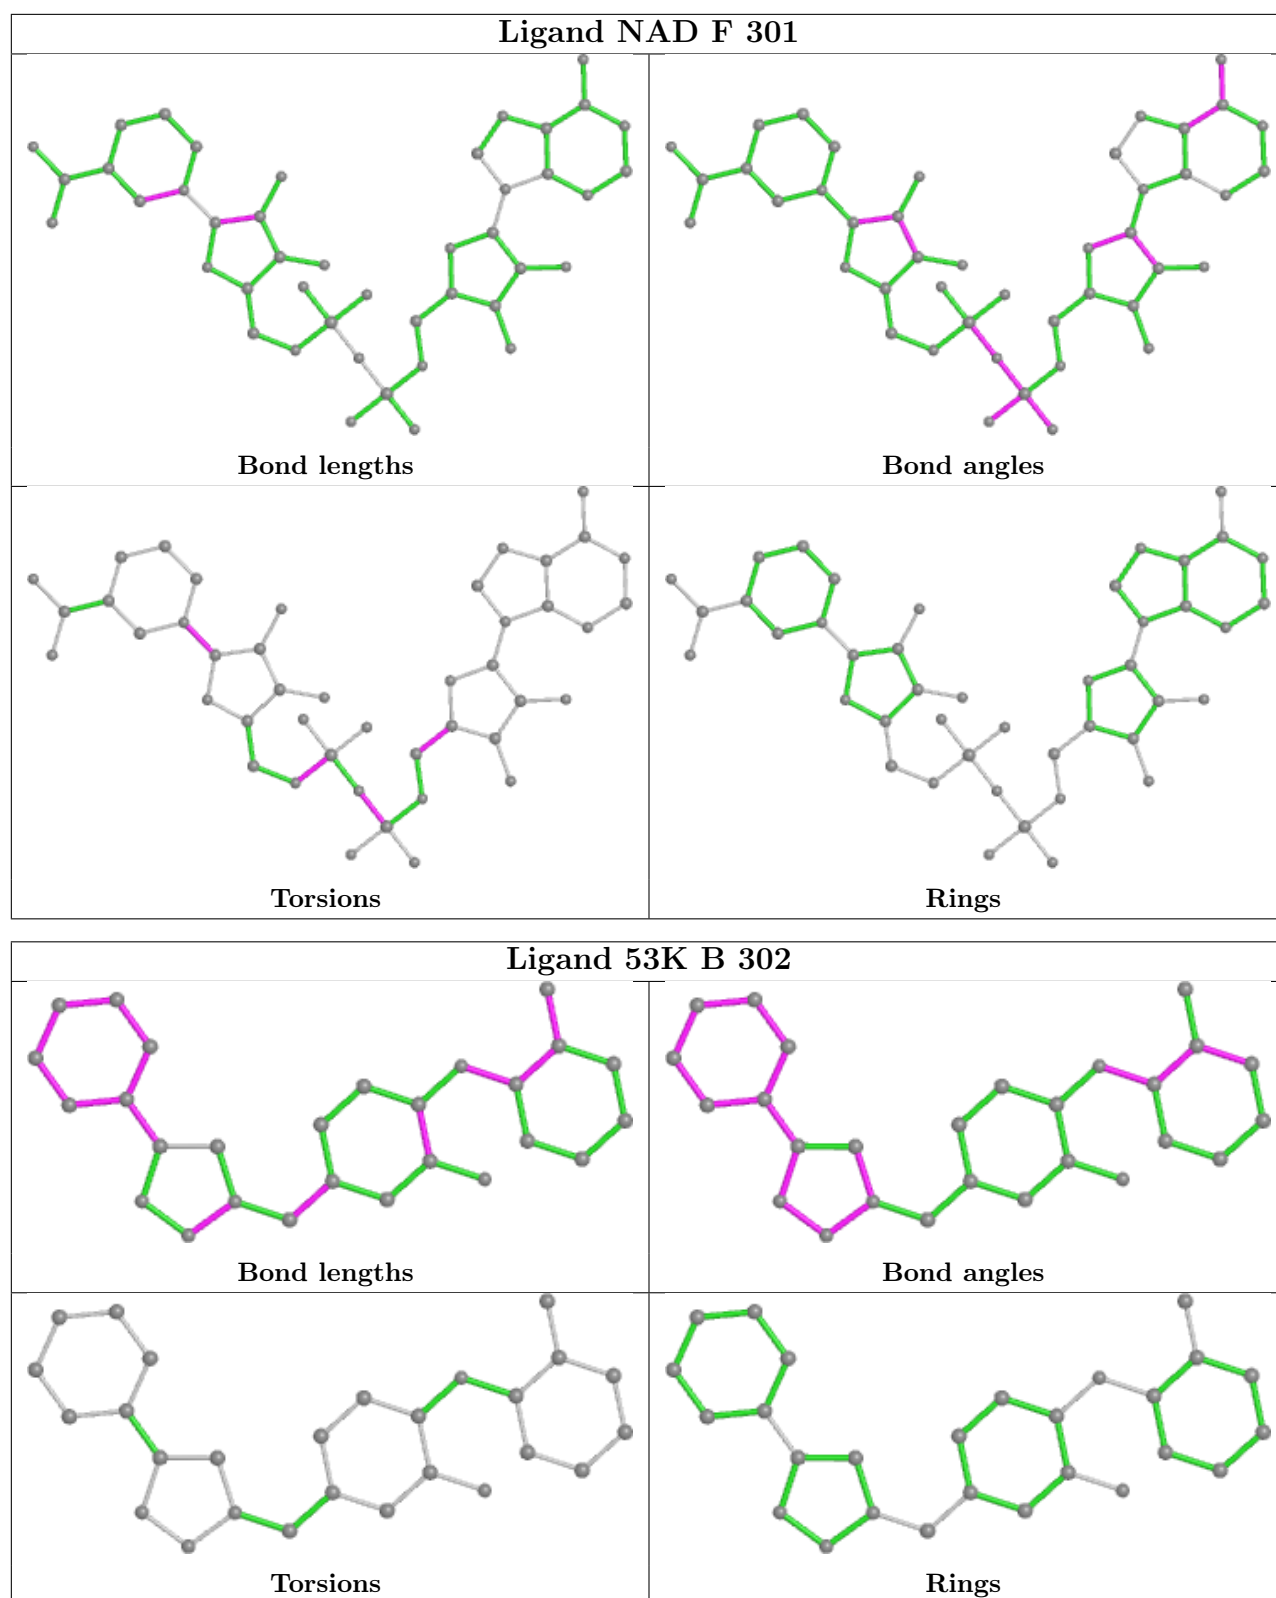 Ligand NAD F 301
Bond lengths
Bond angles
Torsions
Rings
Ligand 53K B 302
Bond lengths
Bond angles
Torsions
Rings